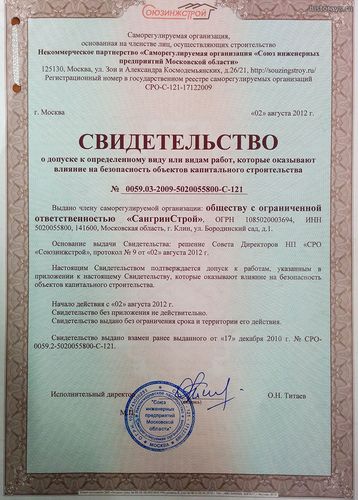 СОЮЗИНЖСТРОЙ
Саморегулируемая организация,
основанная на членстве лиц, осуществляющих строительство
Некоммерческое партнерство «Саморегулируемая организация «Союз инженерных
предприятий Московской области»
125130, Москва, ул. Зои и Александра Космодемьянских, д.26/21, http://souzingstroy.ru/
Регистрационный номер в государственном реестре саморегулируемых организаций
СРО-С-121-17122009
г. Москва
«02» августа 2012 г.
СВИДЕТЕЛЬСТВО
о допуске к определенному виду или видам работ, которые оказывают
влияние на безопасность объектов капитального строительства
№ 0059.03-2009-5020055800-С-121
Выдано члену саморегулируемой организации: обществу с ограниченной
ответственностью «СангринСтрой», ОГРН 1085020003694, ИНН
5020055800, 141600, Московская область, г. Клин, ул. Бородинский сад, д.1.
Основание выдачи Свидетельства: решение Совета Директоров НП «СРО
«Союзинжстрой», протокол № 9 от «02» августа 2012 г.
Настоящим Свидетельством подтверждается допуск к работам, указанным в
приложении к настоящему Свидетельству, которые оказывают влияние на безопасность
объектов капитального строительства.
Начало действия с «02» августа 2012 г.
Свидетельство без приложения не действительно.
Свидетельство выдано без ограничения срока и территории его действия.
Свидетельство выдано взамен ранее выданного от «17» декабря 2010 г. № СРО-
0059.2-5020055800-С-121.
Исполнительный директор
О.Н. Титаев
М.П.
"Союз
инженерных
предприятий
Московской
области"
МОСКВА